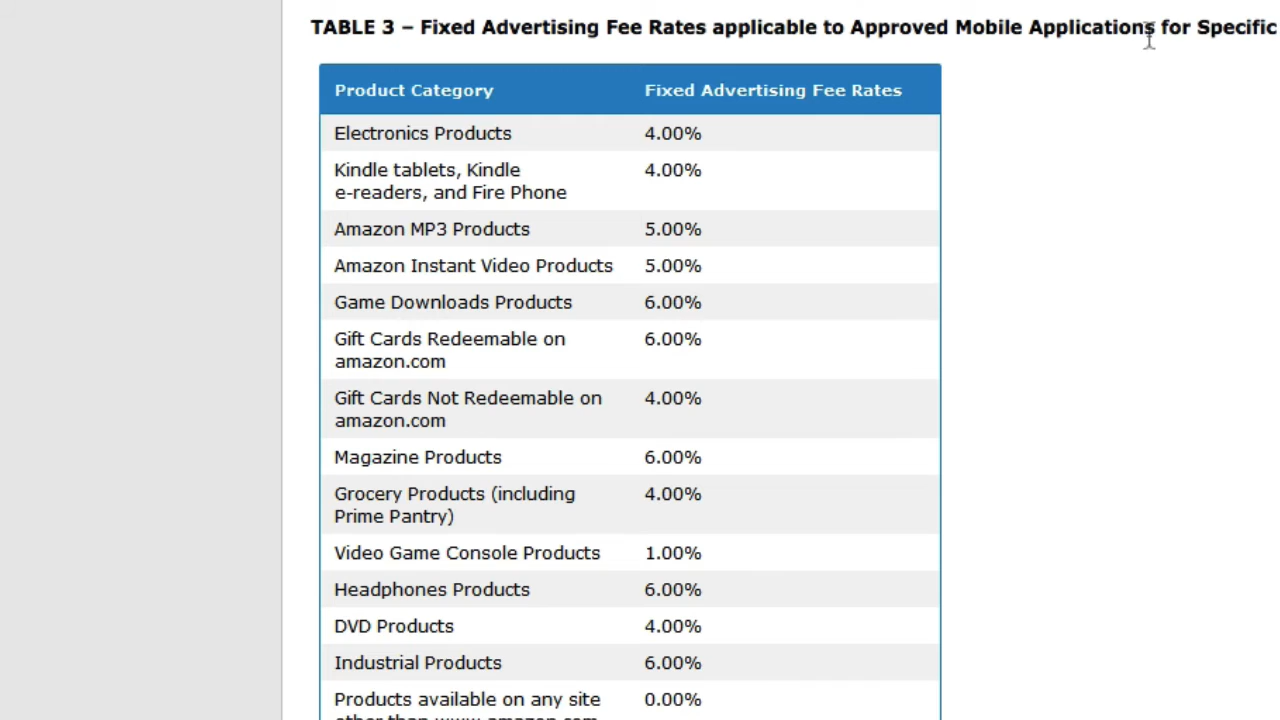 TABLE 3 – Fixed Advertising Fee Rates applicable to Approved Mobile Applications for Specific
Product Category Fixed Advertising Fee Rates
Electronics Products 4.00%
Kindle tablets, Kindle 4.00%
e-readers, and Fire Phone
Amazon MP3 Products 5.00%
Amazon Instant Video Products 5.00%
Game Downloads Products 6.00%
Gift Cards Redeemable on 6.00%
amazon.com
Gift Cards Not Redeemable on 4.00%
amazon.com
Magazine Products 6.00%
Grocery Products (including 4.00%
Prime Pantry)
Video Game Console Products 1.00%
Headphones Products 6.00%
DVD Products 4.00%
Industrial Products 6.00%
Products available on any site 0.00%
other than www.amazon.com